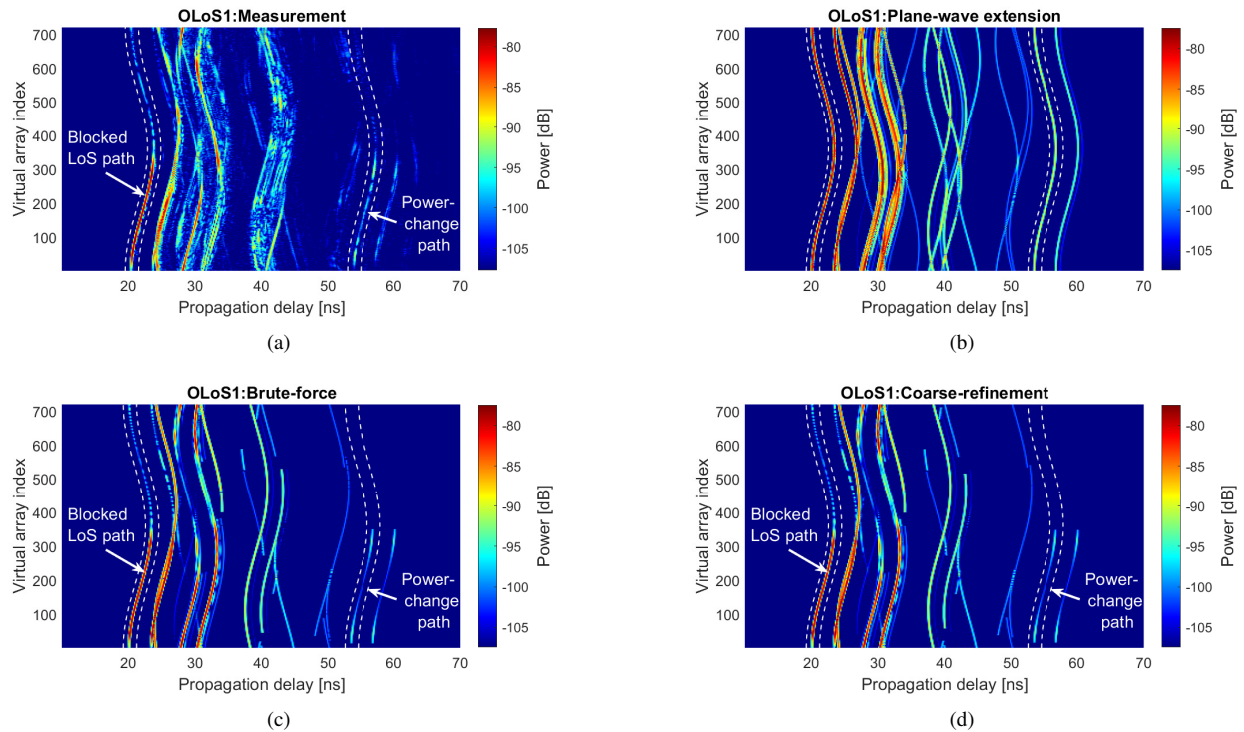 OLoS1:Measurement
700
600
500
400
300
200
100
Virtual array index
Blocked
LoS path
Power-
change
path
20
30
40
50
60
70
Propagation delay [ns]
-80
-85
-90
-95
-100
-105
Power [dB]
(a)
OLoS1:Plane-wave extension
700
600
500
400
300
200
100
Virtual array index
20
30
40
50
60
70
Propagation delay [ns]
-80
-85
-90
-95
-100
-105
Power [dB]
(b)
OLoS1:Brute-force
700
600
500
400
300
200
100
Virtual array index
Blocked
LoS path
Power-
change
path
20
30
40
50
60
70
Propagation delay [ns]
-80
-85
-90
-95
-100
-105
Power [dB]
(c)
OLoS1:Coarse-refinement
700
600
500
400
300
200
100
Virtual array index
Blocked
LoS path
Power-
change
path
20
30
40
50
60
70
Propagation delay [ns]
-80
-85
-90
-95
-100
-105
Power [dB]
(d)